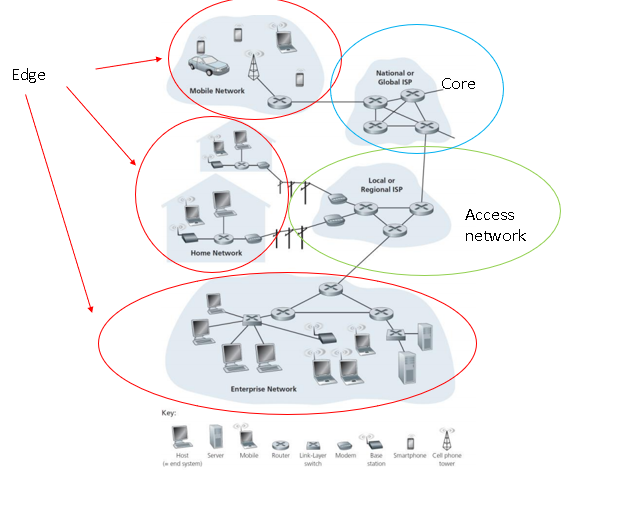 Edge
Mobile Network
National or
Global ISP
Core
Local or
Regional ISP
Access
network
Home Network
Enterprise Network
Key:
Host
(= end system)
Server
Mobile
Router
Link-Layer
switch
Modem
Base
station
Smartphone
Cell phone
tower